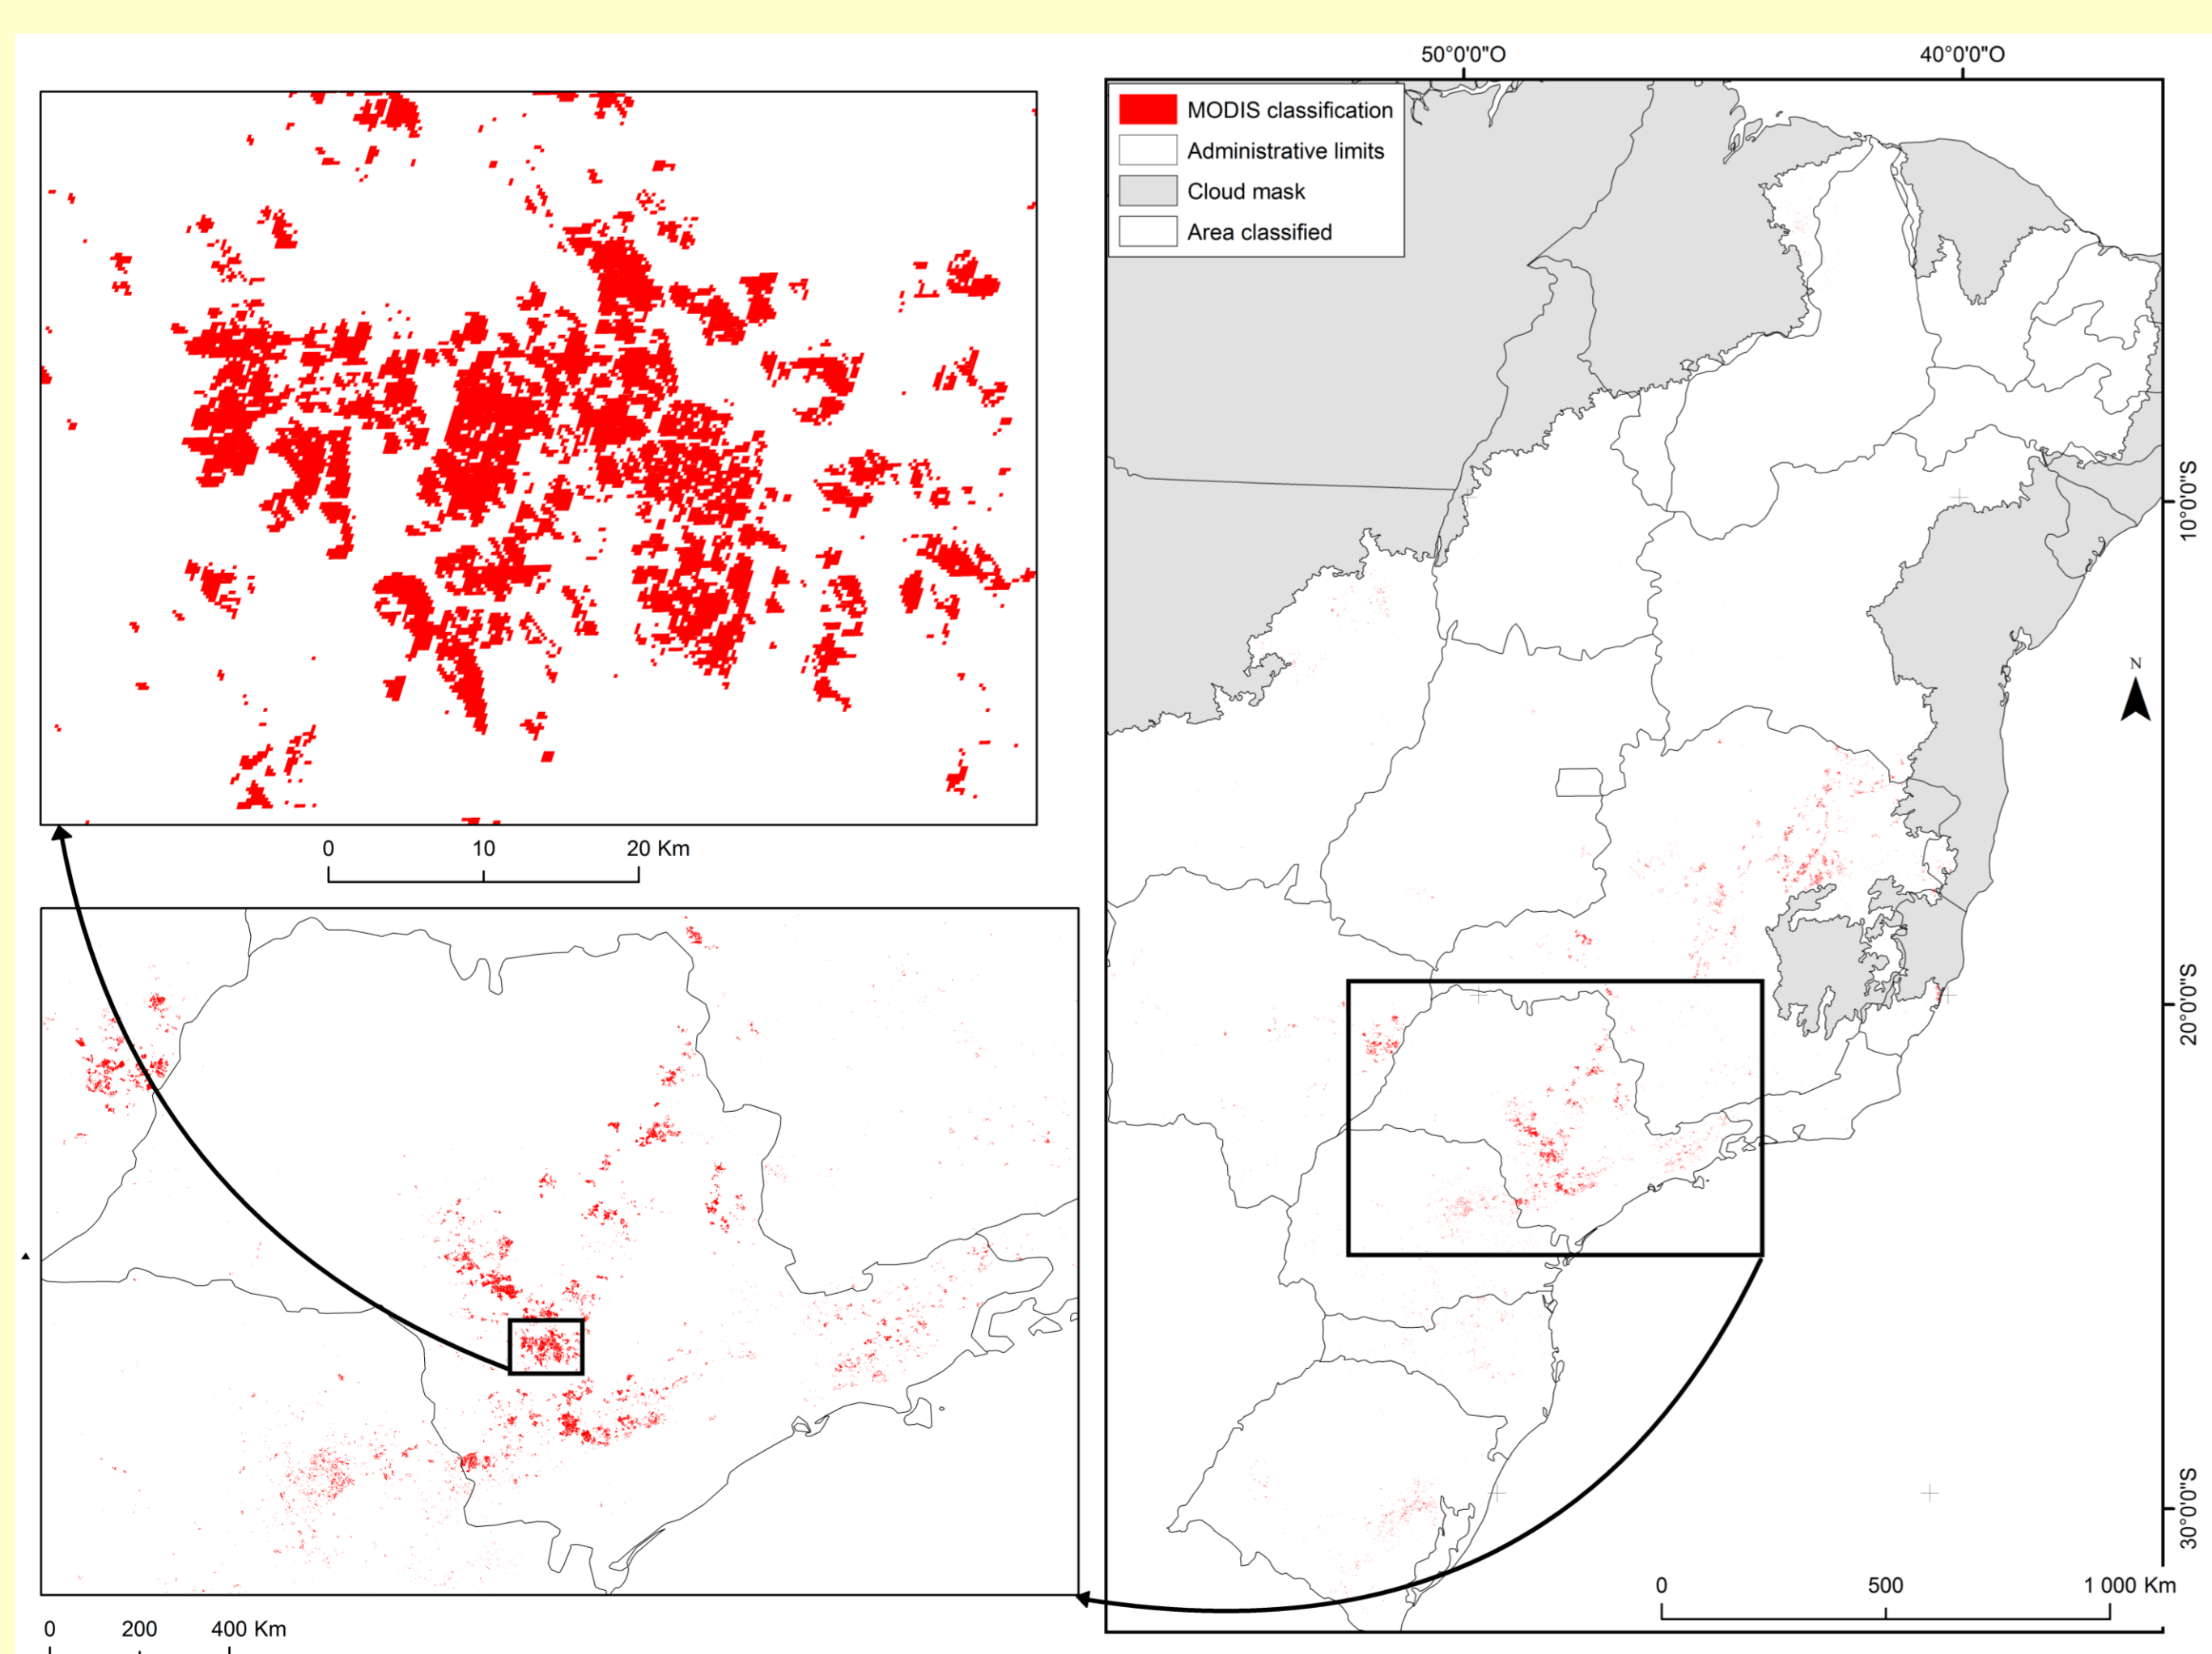 50°0'0"O 40°0'0"O
MODIS classification
Administrative limits
Cloud mask
Area classified
10°0'0"S
N
0 10 20 Km
20°0'0"S
30°0'0"S
0 500 1 000 Km
0 200 400 Km